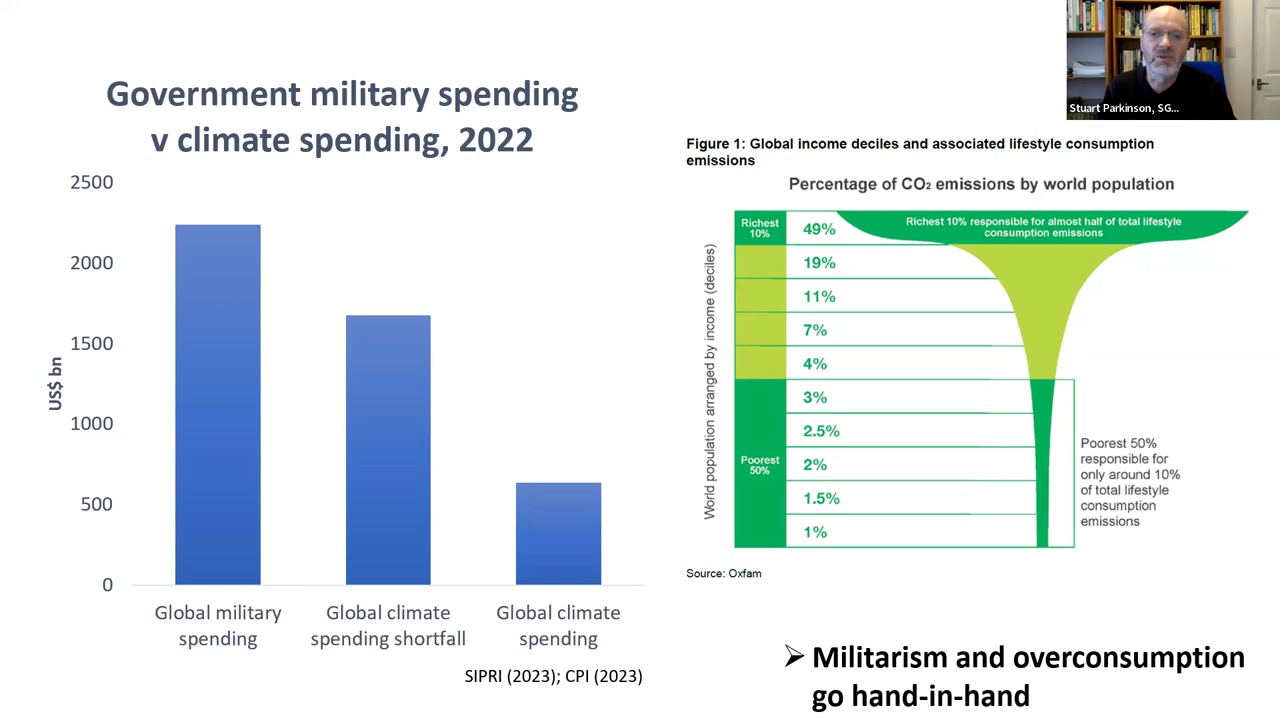 Government military spending
v climate spending, 2022
2500
2000
1500
1000
500
0
US$ bn
Global military
spending
Global climate
spending shortfall
Global climate
spending
SIPRI (2023); CPI (2023)
Stuart Parkinson, SG...
Figure 1: Global income deciles and associated lifestyle consumption
emissions
Percentage of CO₂ emissions by world population
World population arranged by income (deciles)
Richest
10%
49%
Richest 10% responsible for almost half of total lifestyle
consumption emissions
19%
11%
7%
4%
3%
2.5%
Poorest
50%
2%
1.5%
1%
Poorest 50%
responsible for
only around 10%
of total lifestyle
consumption
emissions
Source: Oxfam
➢ Militarism and overconsumption
go hand-in-hand